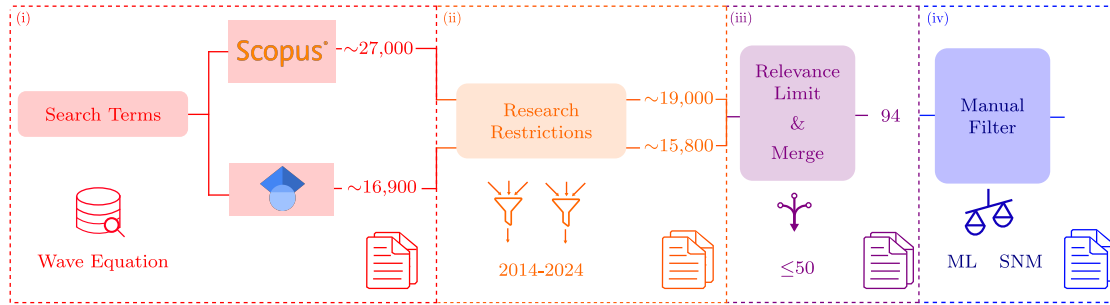 (i)
Search Terms
Scopus
~27,000
~16,900
Wave Equation
(ii)
Research
Restrictions
~19,000
~15,800
2014-2024
(iii)
Relevance
Limit
&
Merge
94
≤50
(iv)
Manual
Filter
ML SNM